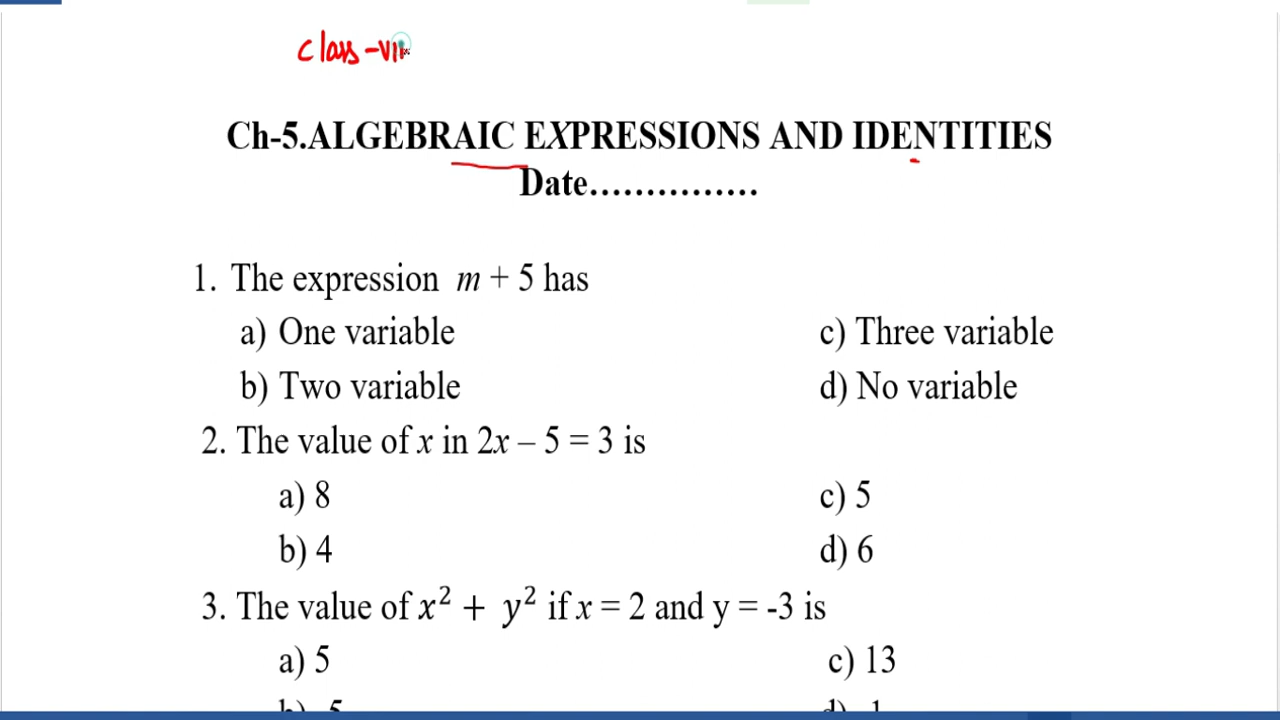 Class -VII
Ch-5.ALGEBRAIC EXPRESSIONS AND IDENTITIES
Date...............
1. The expression m + 5 has
a) One variable c) Three variable
b) Two variable d) No variable
2. The value of x in 2x – 5 = 3 is
a) 8 c) 5
b) 4 d) 6
3. The value of x² + y² if x = 2 and y = -3 is
a) 5 c) 13